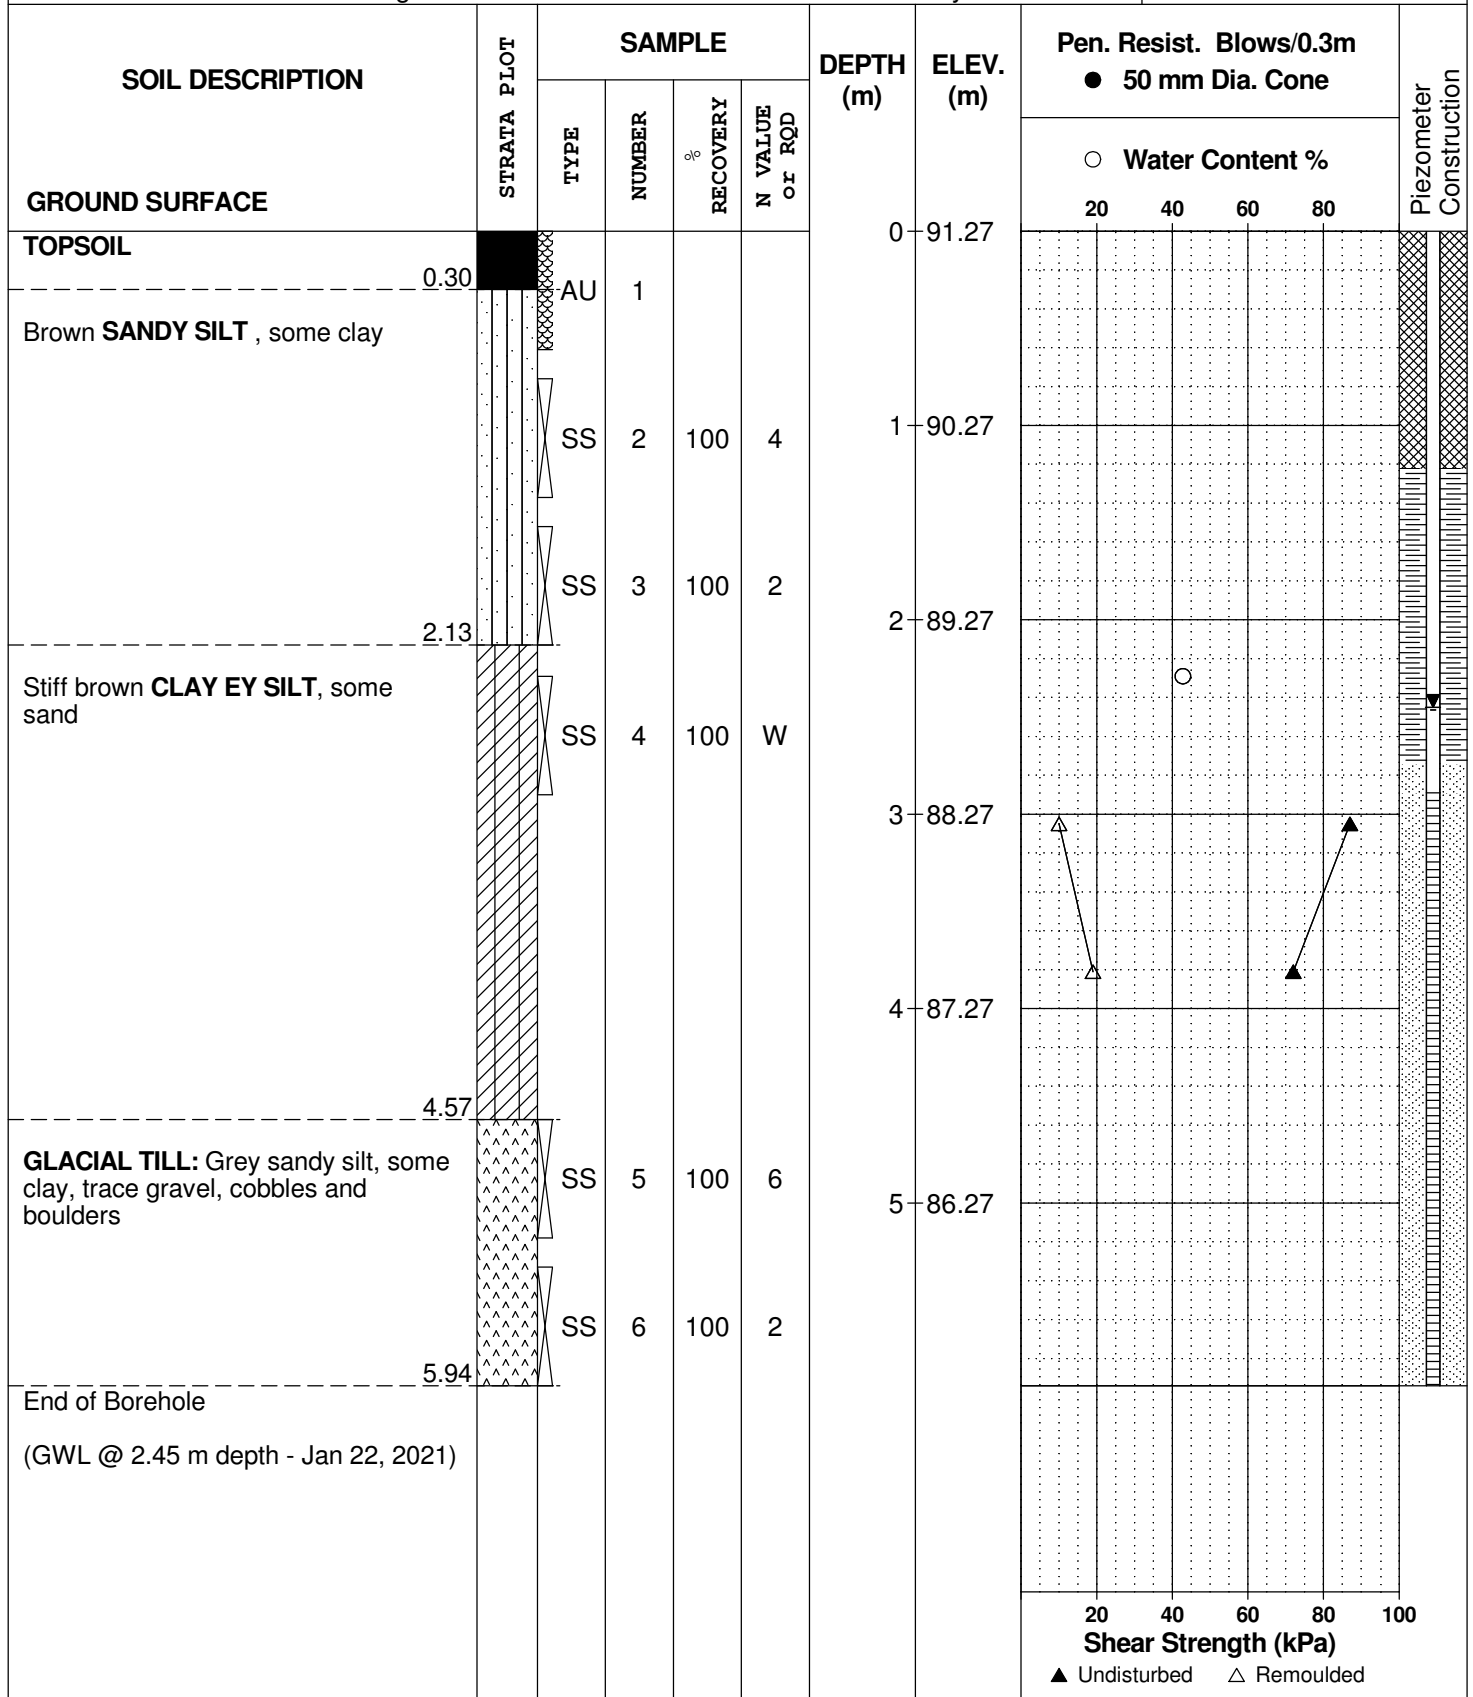 SOIL DESCRIPTION
GROUND SURFACE
STRATA PLOT
SAMPLE
TYPE
NUMBER
% RECOVERY
N VALUE or RQD
DEPTH (m)
ELEV. (m)
Pen. Resist. Blows/0.3m
● 50 mm Dia. Cone
○ Water Content %
20 40 60 80
Piezometer Construction
0 91.27
TOPSOIL
0.30
AU 1
Brown SANDY SILT , some clay
SS 2 100 4
1 90.27
SS 3 100 2
2 89.27
2.13
Stiff brown CLAY EY SILT, some
sand
SS 4 100 W
3 88.27
4 87.27
4.57
GLACIAL TILL: Grey sandy silt, some
clay, trace gravel, cobbles and
boulders
SS 5 100 6
5 86.27
SS 6 100 2
5.94
End of Borehole
(GWL @ 2.45 m depth - Jan 22, 2021)
20 40 60 80 100
Shear Strength (kPa)
▲ Undisturbed △ Remoulded